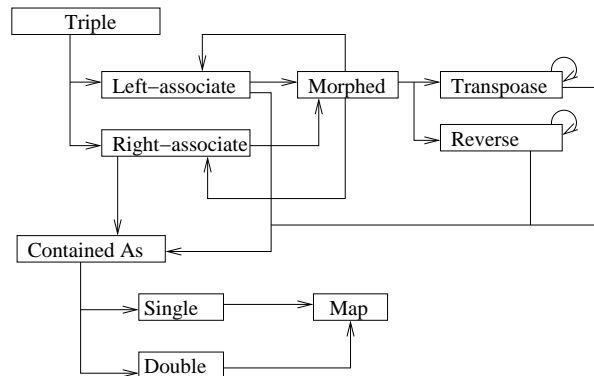 Triple
Left-associate
Morphed
Transpoase
Right-associate
Reverse
Contained As
Single
Map
Double